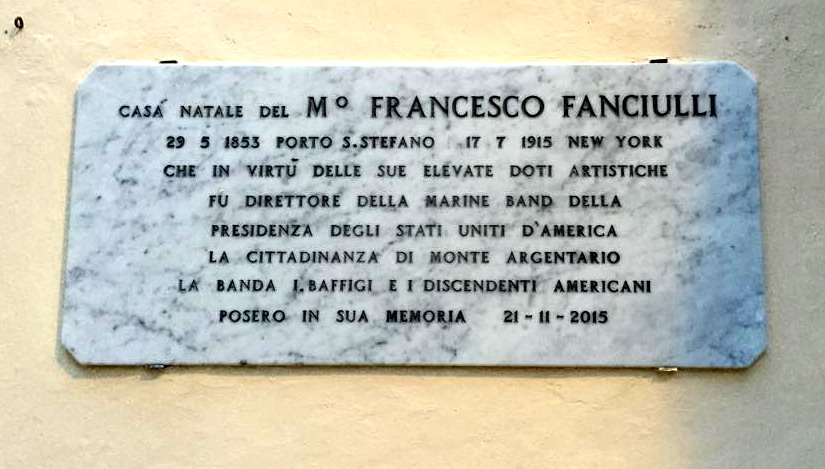 CASA' NATALE DEL Mº FRANCESCO FANCIULLI
29 5 1853 PORTO S.STEFANO 17 7 1915 NEW YORK
CHE IN VIRTÙ DELLE SUE ELEVATE DOTI ARTISTICHE
FÙ DIRETTORE DELLA MARINE BAND DELLA
PRESIDENZA DEGLI STATI UNITI D'AMERICA
LA CITTADINANZA DI MONTE ARGENTARIO
LA BANDA I.BAFFIGI E I DISCENDENTI AMERICANI
POSERO IN SUA MEMORIA 21-11-2015